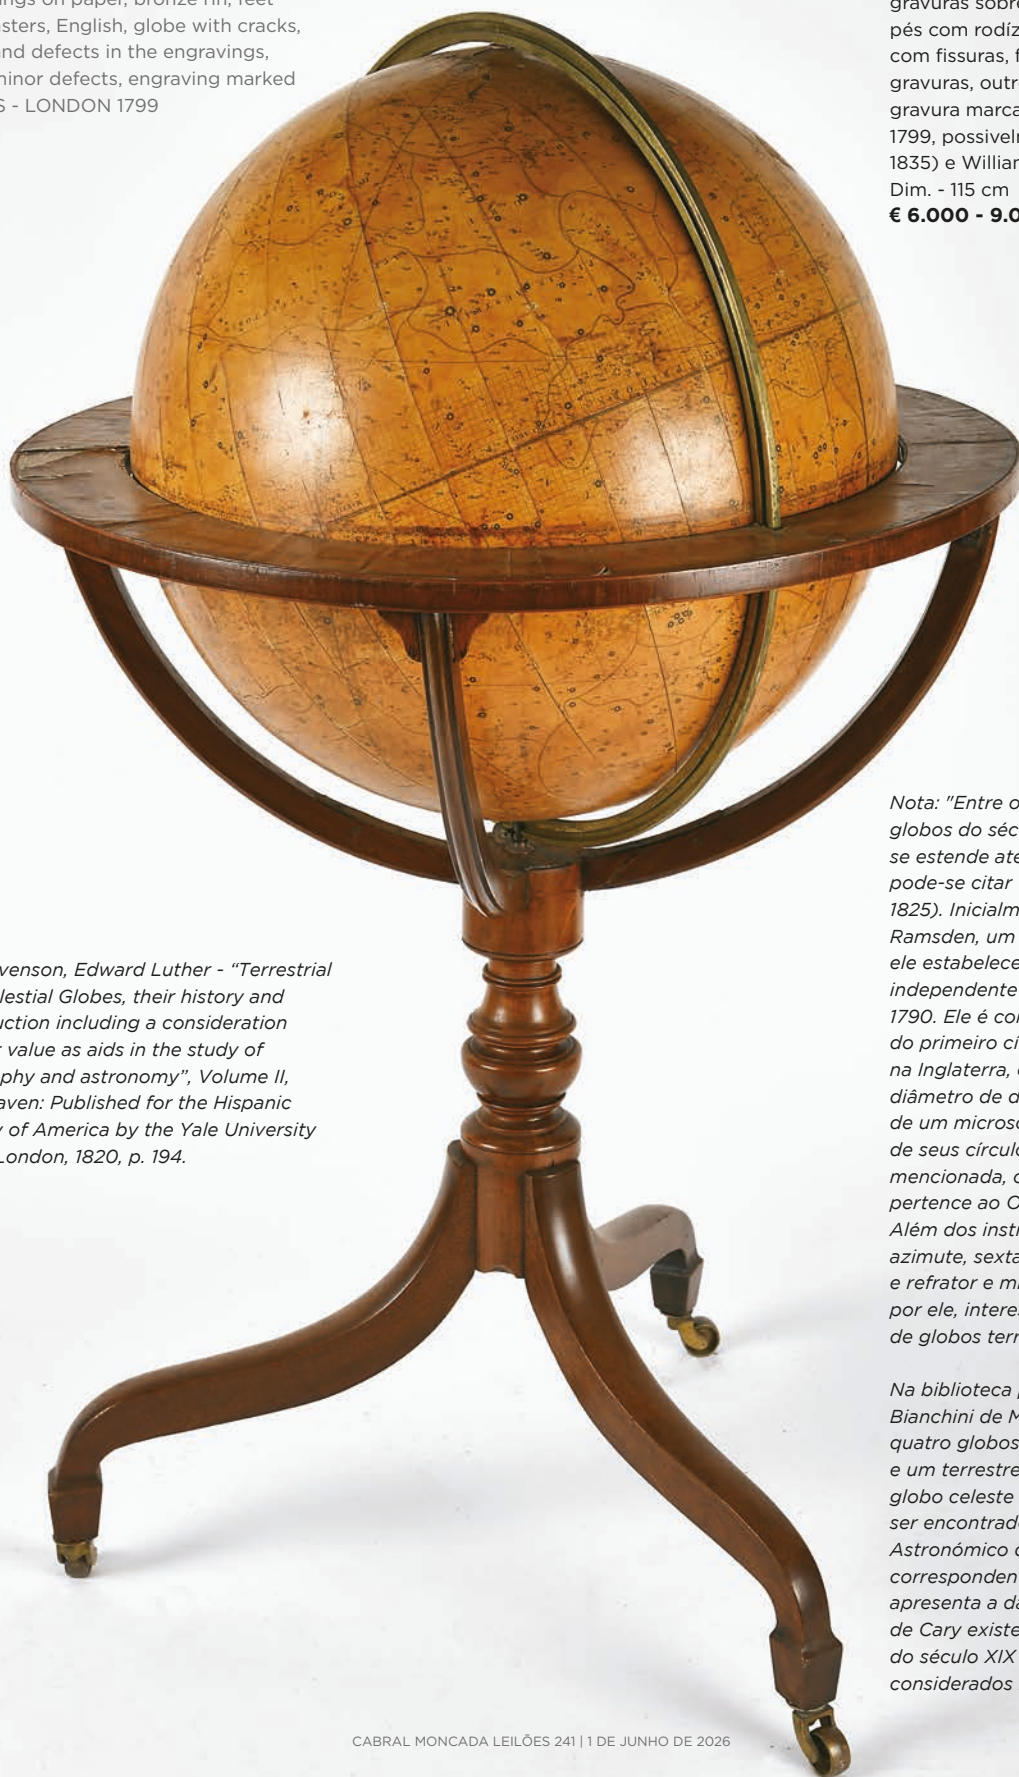 ngs on paper, bronze rim, feet
sters, English, globe with cracks,
and defects in the engravings,
minor defects, engraving marked
S - LONDON 1799
gravuras sobre
pés com rodíz
com fissuras, f
gravuras, outr
gravura marca
1799, possivel
1835) e Willia
Dim. - 115 cm
€ 6.000 - 9.0
venson, Edward Luther - “Terrestrial
lestial Globes, their history and
uction including a consideration
r value as aids in the study of
phy and astronomy”, Volume II,
aven: Published for the Hispanic
y of America by the Yale University
London, 1820, p. 194.
Nota: "Entre o
globos do séc
se estende até
pode-se citar
1825). Inicialm
Ramsden, um
ele estabelece
independente
1790. Ele é co
do primeiro cí
na Inglaterra,
diâmetro de d
de um microsc
de seus círculo
mencionada, c
pertence ao O
Além dos insti
azimute, sexta
e refrator e m
por ele, interes
de globos terr
Na biblioteca
Bianchini de M
quatro globos
e um terrestre
globo celeste
ser encontrad
Astronómico
corresponden
apresenta a da
de Cary existe
do século XIX
considerados
CABRAL MONCADA LEILÕES 241 | 1 DE JUNHO DE 2026